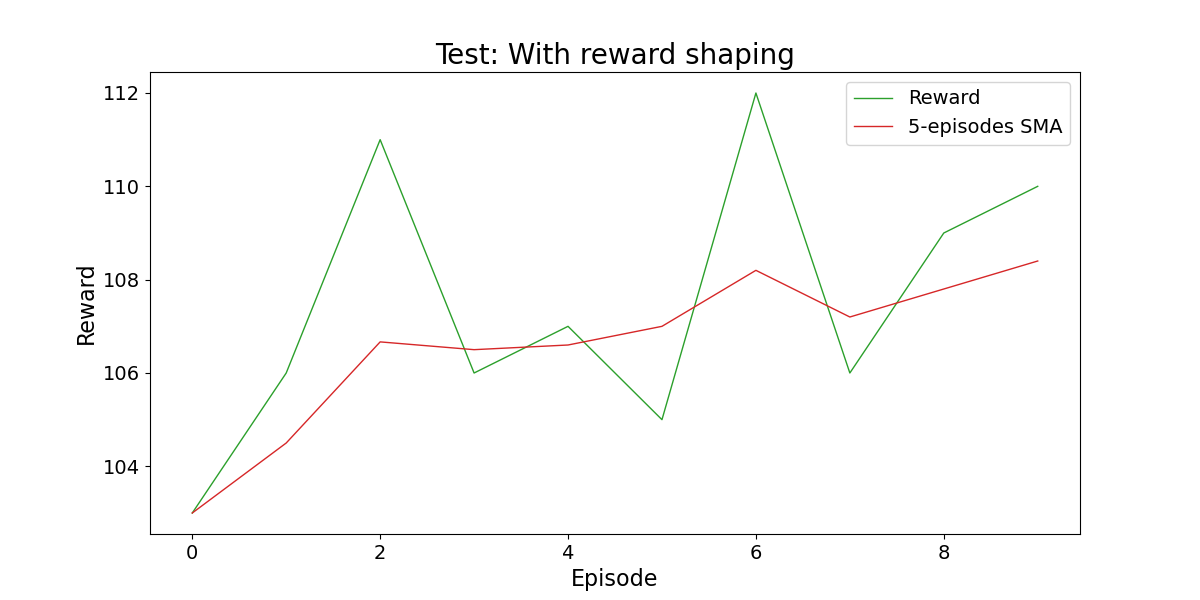 Test: With reward shaping
Reward
5-episodes SMA
112
110
108
106
104
Reward
0 2 4 6 8
Episode